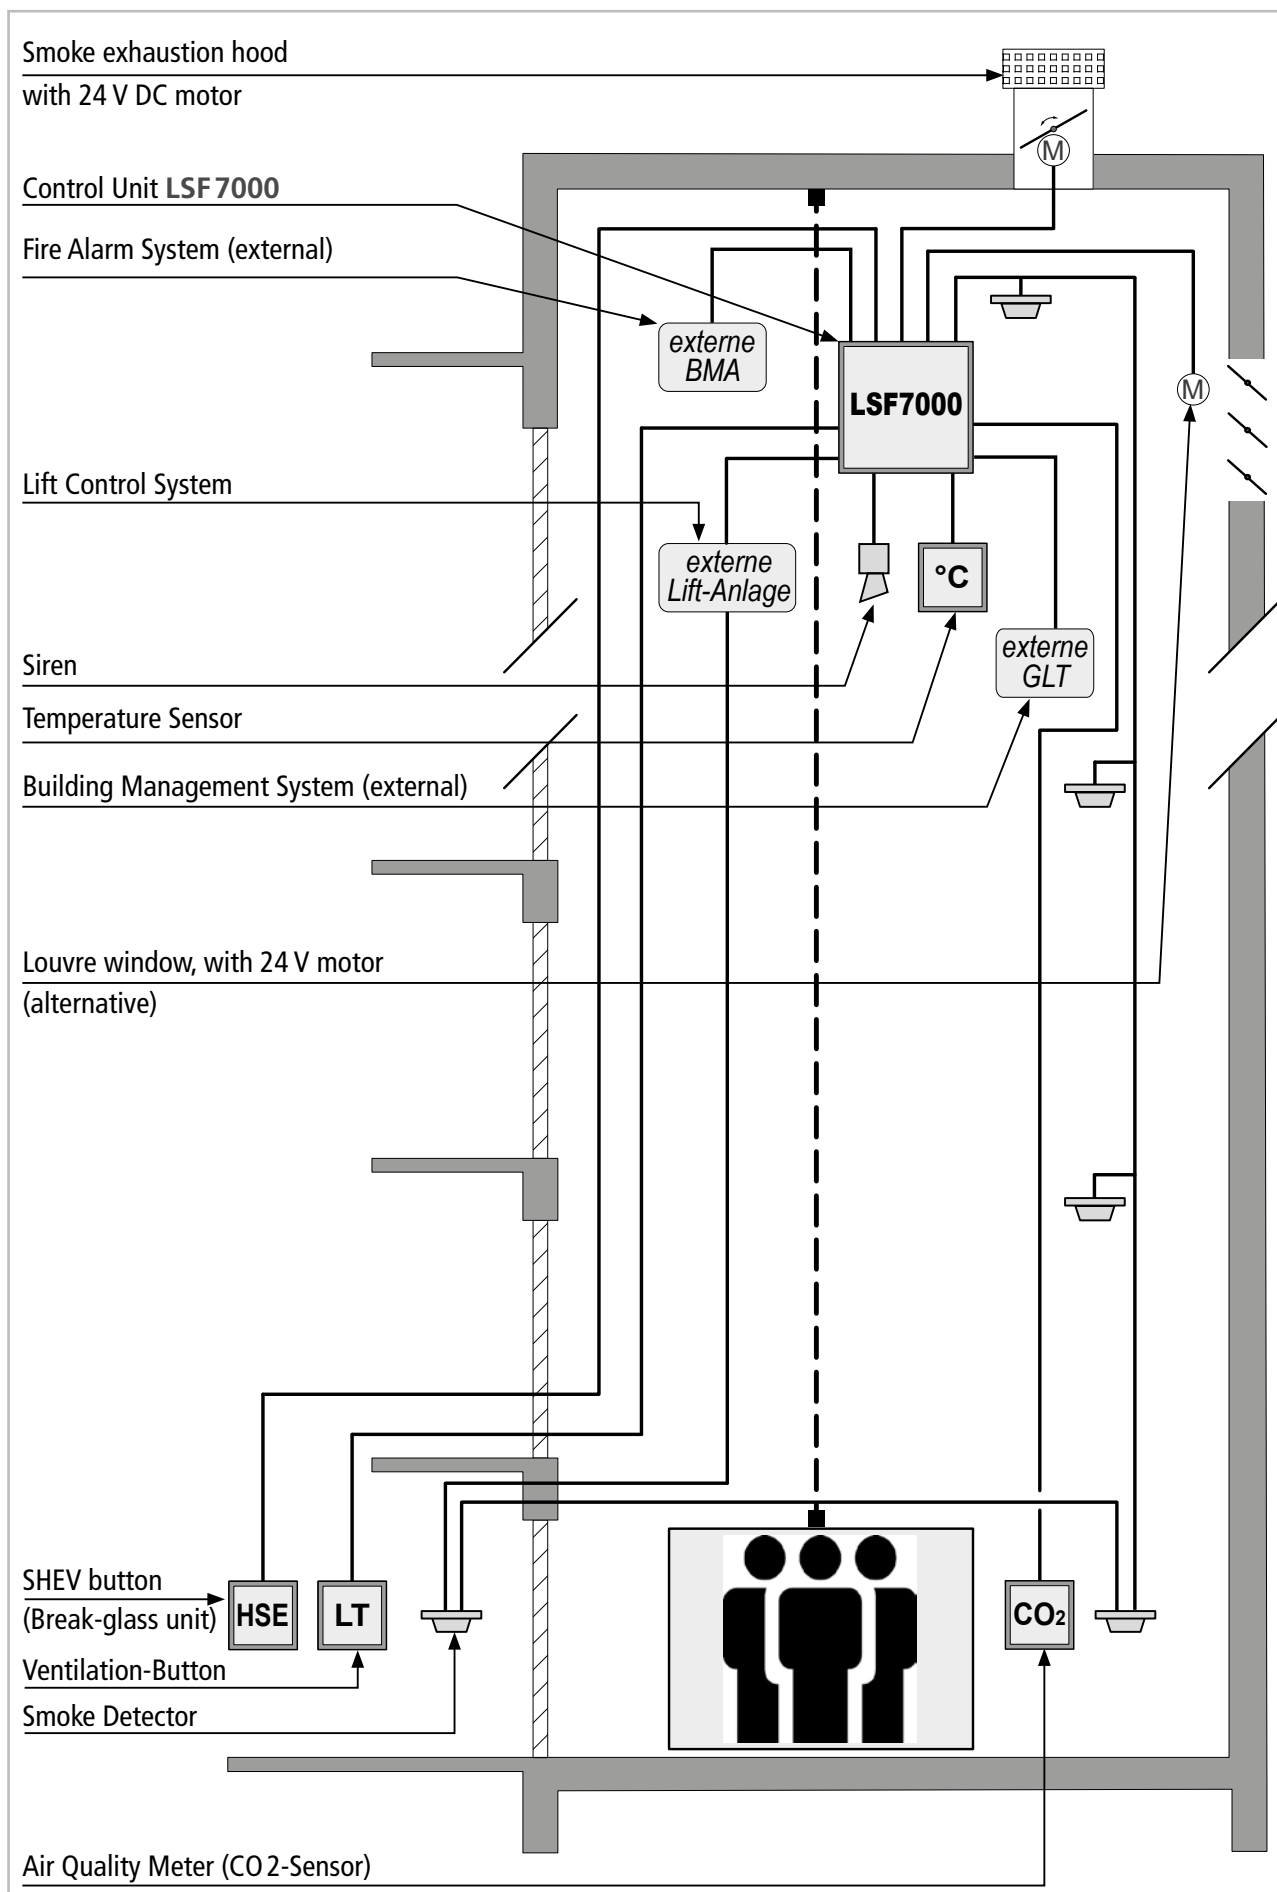 Smoke exhaustion hood
with 24 V DC motor
M
Control Unit LSF 7000
Fire Alarm System (external)
externe
BMA
LSF7000
M
Lift Control System
externe
Lift-Anlage
°C
externe
GLT
Siren
Temperature Sensor
Building Management System (external)
Louvre window, with 24 V motor
(alternative)
SHEV button
(Break-glass unit)
HSE
LT
CO2
Ventilation-Button
Smoke Detector
Air Quality Meter (CO 2-Sensor)